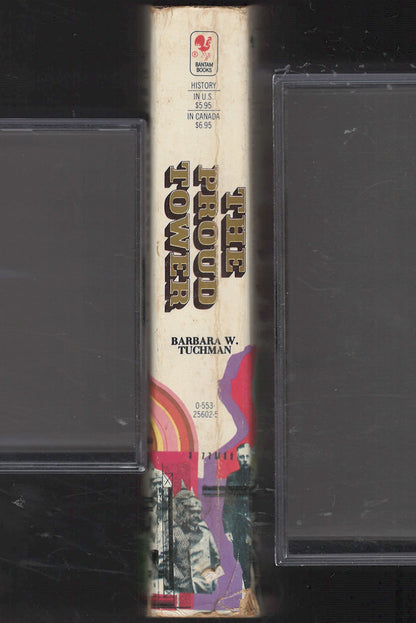 BANTAM
BOOKS
HISTORY
IN U.S.
$5.95
IN CANADA
$6.95
THE
PROUD
TOWER
BARBARA W.
TUCHMAN
0-553-
25602-5